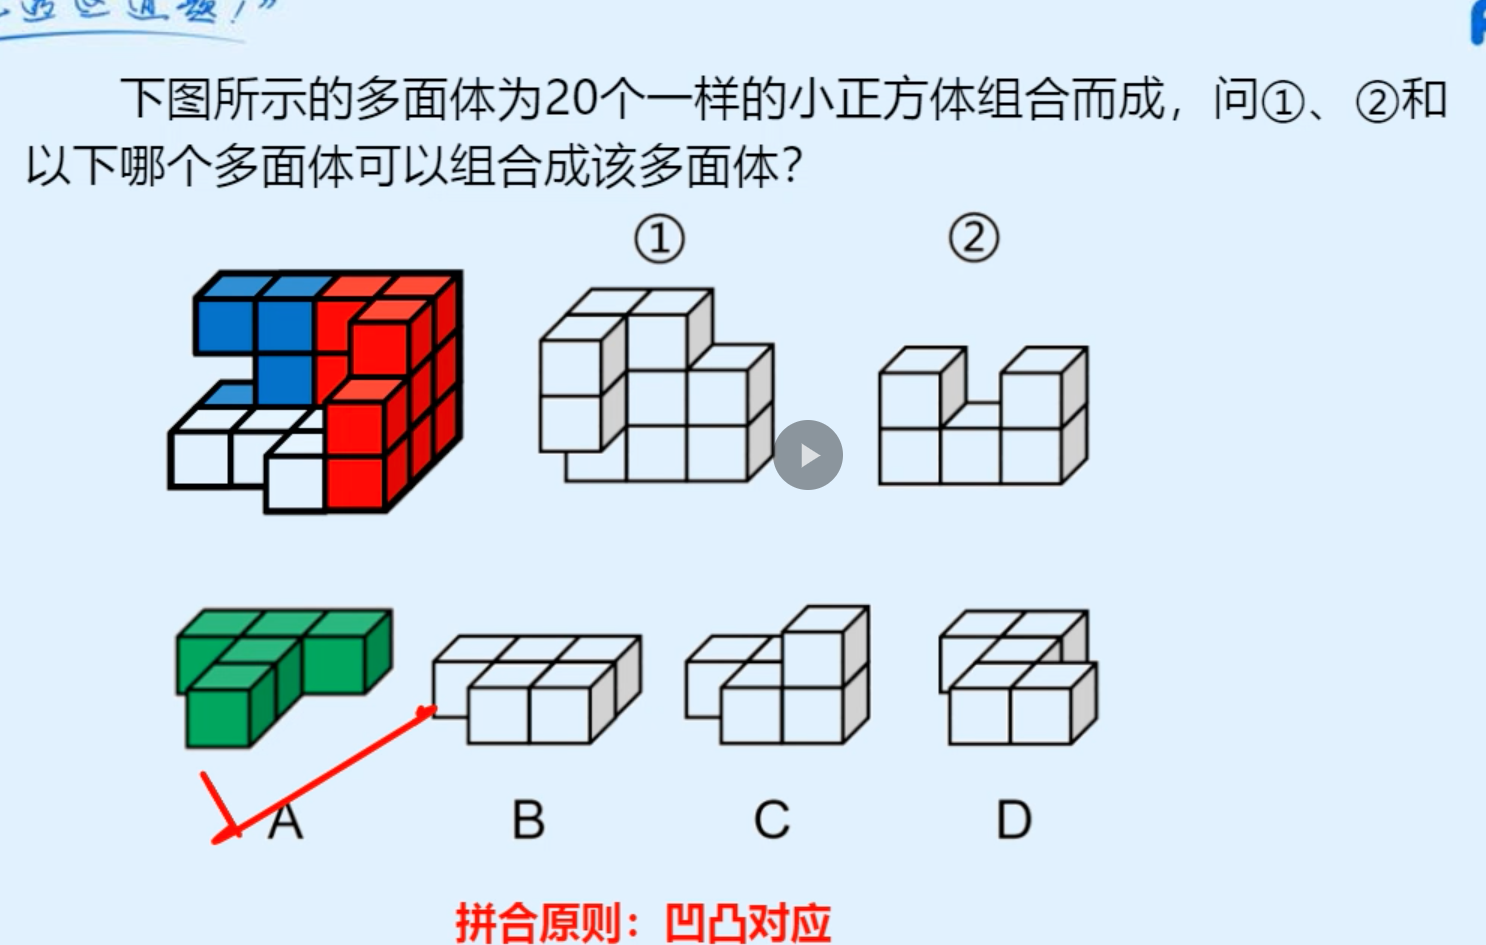 下图所示的多面体为20个一样的小正方体组合而成，问①、②和
以下哪个多面体可以组合成该多面体？
① ②
A B C D
拼合原则：凹凸对应